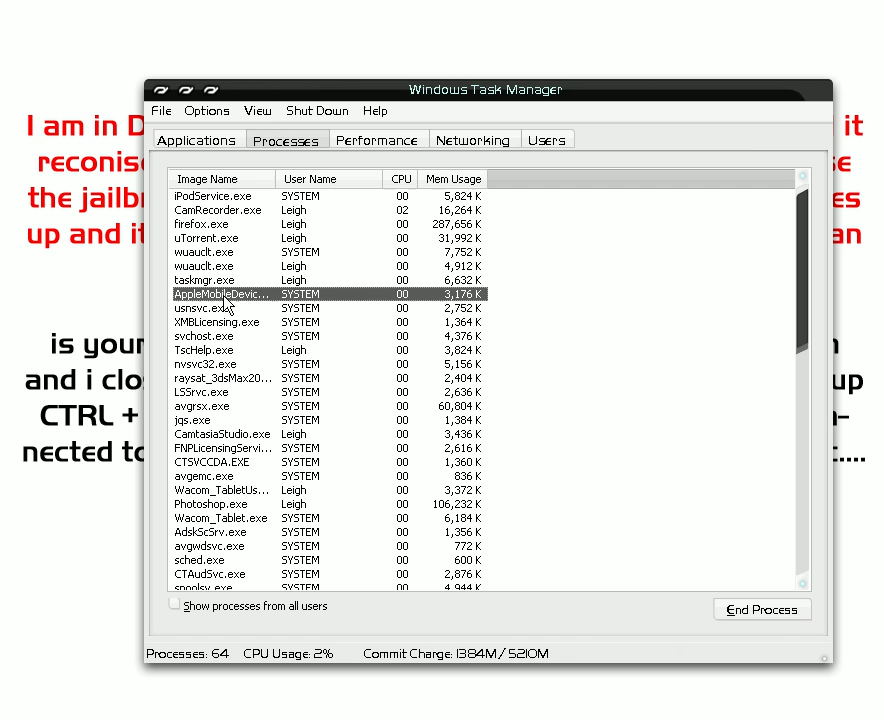 Windows Task Manager
File Options View Shut Down Help
I am in D it
Applications Processes Performance Networking Users
reconise se
the jailbr es
up and it an
Image Name User Name CPU Mem Usage
iPodService.exe SYSTEM 00 5,824 K
CamRecorder.exe Leigh 02 16,264 K
firefox.exe Leigh 00 287,656 K
uTorrent.exe Leigh 00 31,992 K
wuauclt.exe SYSTEM 00 7,752 K
wuauclt.exe Leigh 00 4,912 K
taskmgr.exe Leigh 00 6,632 K
AppleMobileDevic... SYSTEM 00 3,176 K
usnsvc.exe SYSTEM 00 2,752 K
XMBLicensing.exe SYSTEM 00 1,364 K
svchost.exe SYSTEM 00 4,376 K
TscHelp.exe Leigh 00 3,824 K
nvsvc32.exe SYSTEM 00 5,156 K
raysat_3dsMax20... SYSTEM 00 2,404 K
LSSrvc.exe SYSTEM 00 2,636 K
avgrsx.exe SYSTEM 00 60,804 K
jqs.exe SYSTEM 00 1,384 K
CamtasiaStudio.exe Leigh 00 3,436 K
FNPLicensingServi... SYSTEM 00 2,616 K
CTSVCCDA.EXE SYSTEM 00 1,360 K
avgemc.exe SYSTEM 00 836 K
Wacom_TabletUs... Leigh 00 3,372 K
Photoshop.exe Leigh 00 106,232 K
Wacom_Tablet.exe SYSTEM 00 6,184 K
AdskScSrv.exe SYSTEM 00 1,356 K
avgwdsvc.exe SYSTEM 00 772 K
sched.exe SYSTEM 00 600 K
CTAudSvc.exe SYSTEM 00 2,876 K
spoolsv.exe SYSTEM 00 4,944 K
is your n
and i clo up
CTRL + n-
nected to t....
Show processes from all users
End Process
Processes: 64 CPU Usage: 2% Commit Charge: 1384M / 5210M